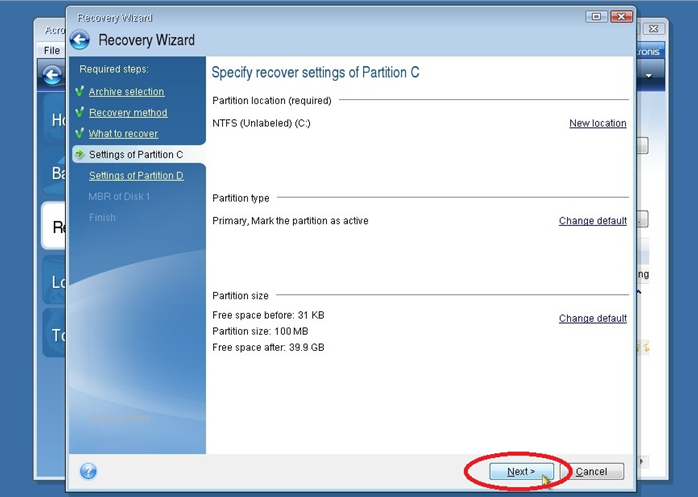 Recovery Wizard
Acro
Recovery Wizard
File
ronis
Required steps:
Archive selection
Recovery method
What to recover
Settings of Partition C
Settings of Partition D
MBR of Disk 1
Finish
Ho
Ba
Re
Lo
To
Specify recover settings of Partition C
Partition location (required)
NTFS (Unlabeled) (C:)
New location
Partition type
Primary, Mark the partition as active
Change default
ng
Partition size
Free space before: 31 KB
Change default
Partition size: 100 MB
Free space after: 39.9 GB
?
Next >
Cancel